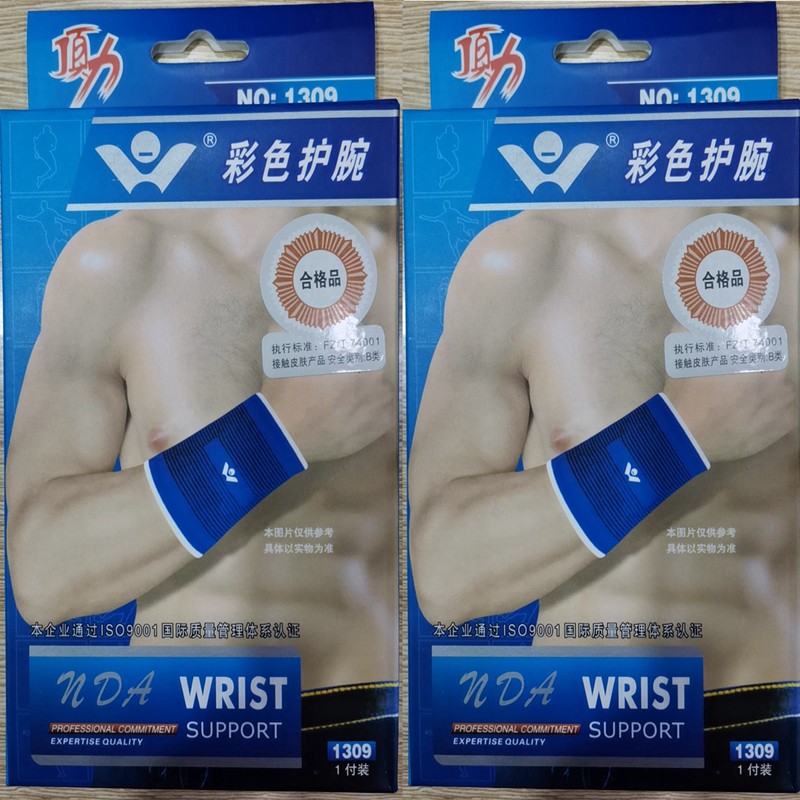 頂力
NO: 1309
® 彩色护腕
合格品
执行标准: FZ/T 74001
接触皮肤产品 安全类别:B类
本图片仅供参考
具体以实物为准
本企业通过ISO9001国际质量管理体系认证
NDA WRIST
SUPPORT
PROFESSIONAL COMMITMENT
EXPERTISE QUALITY
1309
1付装
頂力
NO: 1309
® 彩色护腕
合格品
执行标准: FZ/T 74001
接触皮肤产品 安全类别:B类
本图片仅供参考
具体以实物为准
本企业通过ISO9001国际质量管理体系认证
NDA WRIST
SUPPORT
PROFESSIONAL COMMITMENT
EXPERTISE QUALITY
1309
1付装